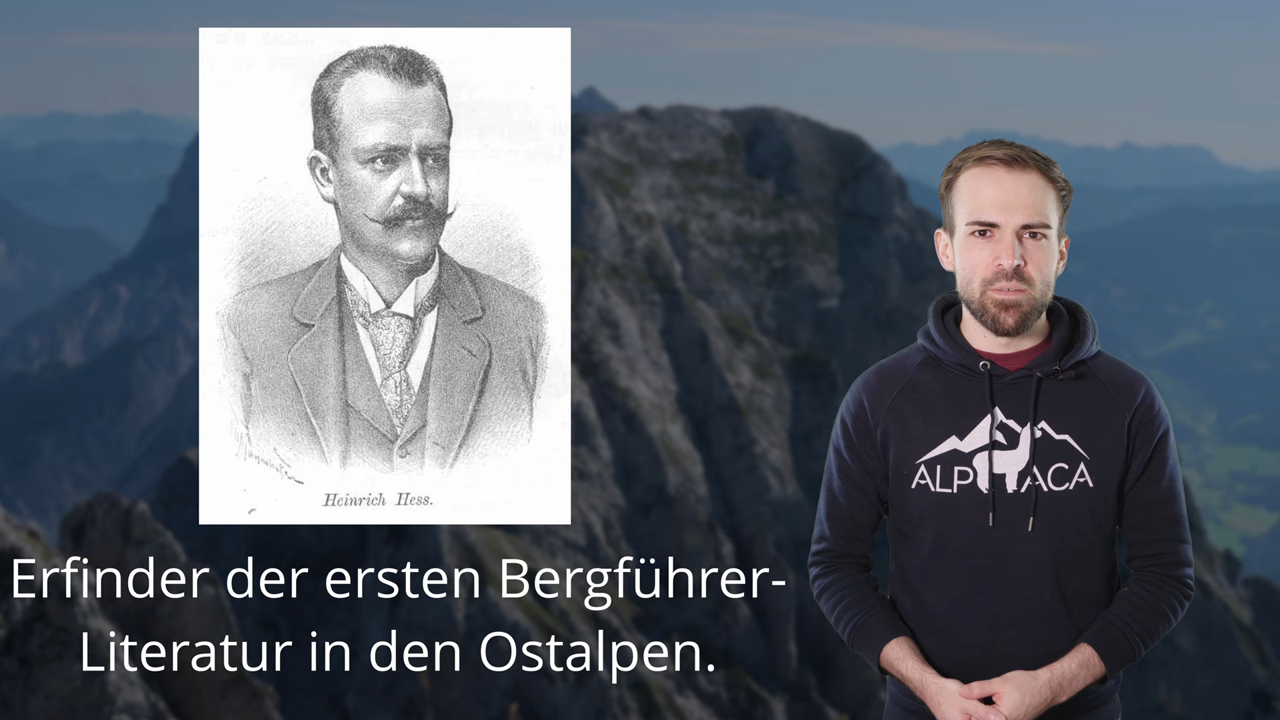 Heinrich Hess.
Erfinder der ersten Bergführer-
Literatur in den Ostalpen.
ALPACA